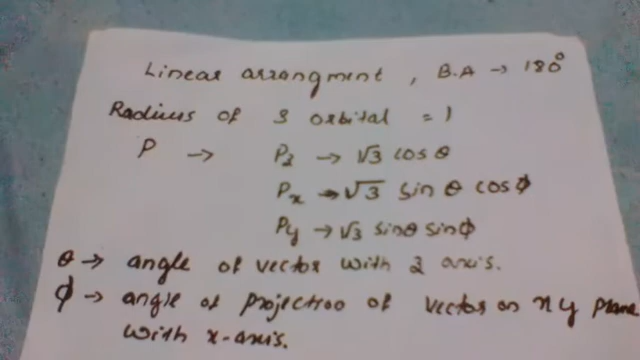 Linear arrangment, B.A → 180°
Radius of S orbital = 1
P → Pz → √3 cos θ
Px → √3 sin θ cos ϕ
Py → √3 sinθ sinϕ
θ → angle of vector with z axis.
ϕ → angle of projectioo of vector on xy plane
with x-axis.